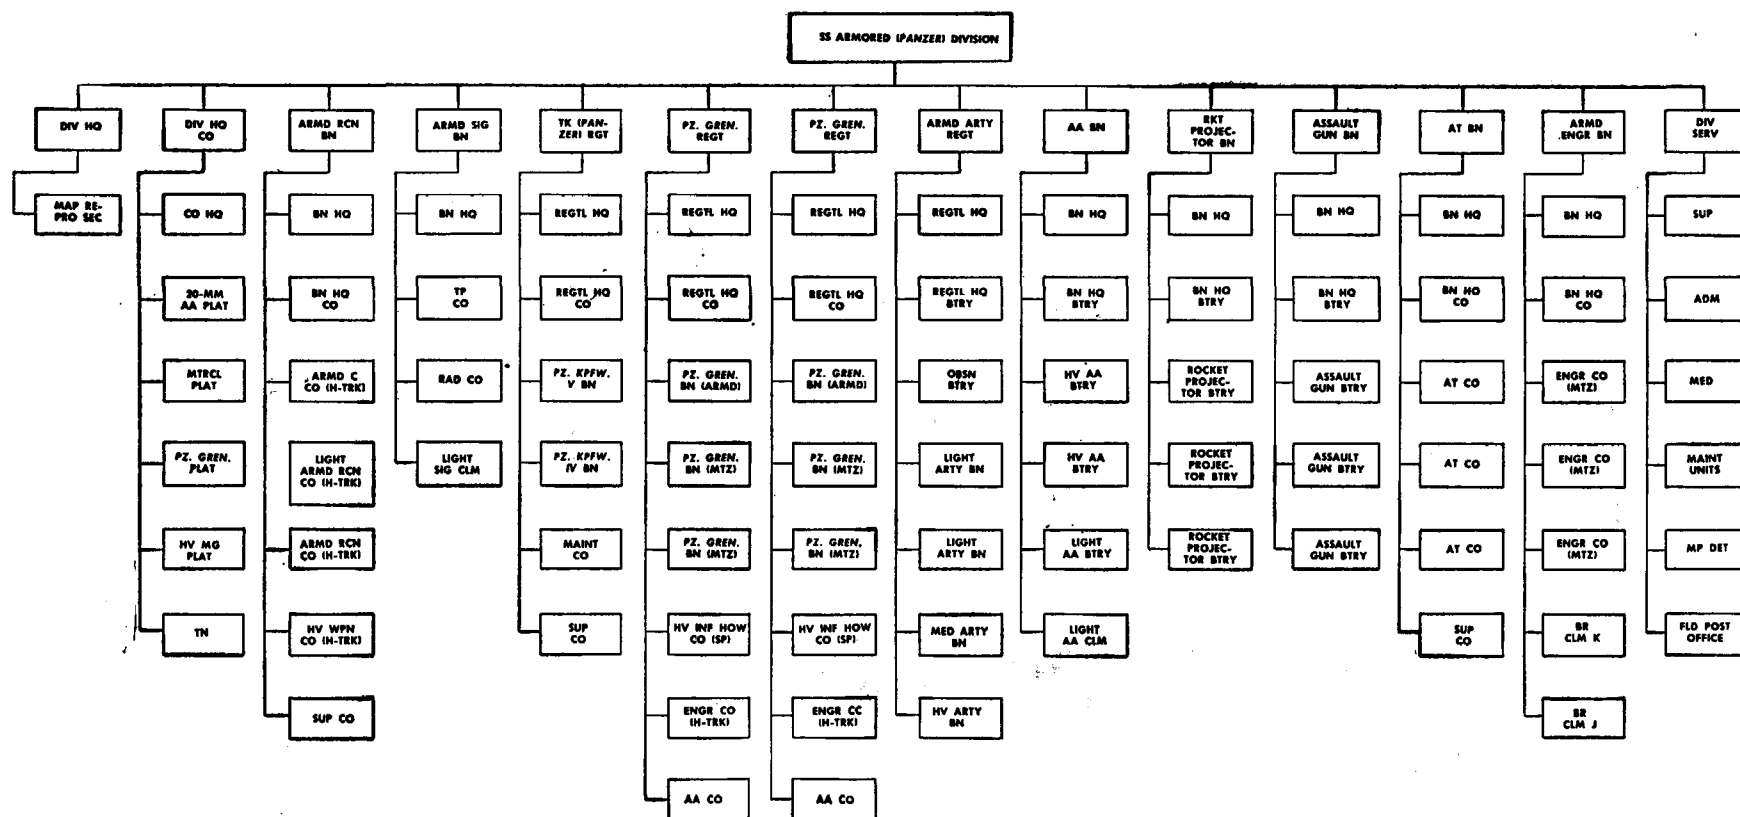 SS ARMORED (PANZER) DIVISION
DIV HQ
MAP RE-
PRO SEC
DIV HQ
CO
CO HQ
20-MM
AA PLAT
MTRCL
PLAT
PZ. GREN.
PLAT
HV MG
PLAT
TN
ARMD RCN
BN
BN HQ
BN HQ
CO
ARMD C
CO (H-TRK)
LIGHT
ARMD RCN
CO (H-TRK)
ARMD RCN
CO (H-TRK)
HV WPN
CO (H-TRK)
SUP CO
ARMD SIG
BN
BN HQ
TP
CO
RAD CO
LIGHT
SIG CLM
TK (PAN-
ZER) RGT
REGTL HQ
REGTL HQ
CO
PZ. KPFW.
V BN
PZ. KPFW.
IV BN
MAINT
CO
SUP
CO
PZ. GREN.
REGT
REGTL HQ
REGTL HQ
CO
PZ. GREN.
BN (ARMD)
PZ. GREN.
BN (MTZ)
PZ. GREN.
BN (MTZ)
HV INF HOW
CO (SP)
ENGR CO
(H-TRK)
AA CO
PZ. GREN.
REGT
REGTL HQ
REGTL HQ
CO
PZ. GREN.
BN (ARMD)
PZ. GREN.
BN (MTZ)
PZ. GREN.
BN (MTZ)
HV INF HOW
CO (SP)
ENGR CC
(H-TRK)
AA CO
ARMD ARTY
REGT
REGTL HQ
REGTL HQ
BTRY
OBSN
BTRY
LIGHT
ARTY BN
LIGHT
ARTY BN
MED ARTY
BN
HV ARTY
BN
AA BN
BN HQ
BN HQ
BTRY
HV AA
BTRY
HV AA
BTRY
LIGHT
AA BTRY
LIGHT
AA CLM
RKT
PROJEC-
TOR BN
BN HQ
BN HQ
BTRY
ROCKET
PROJEC-
TOR BTRY
ROCKET
PROJEC-
TOR BTRY
ROCKET
PROJEC-
TOR BTRY
ASSAULT
GUN BN
BN HQ
BN HQ
BTRY
ASSAULT
GUN BTRY
ASSAULT
GUN BTRY
ASSAULT
GUN BTRY
AT BN
BN HQ
BN HQ
CO
AT CO
AT CO
AT CO
SUP
CO
ARMD
ENGR BN
BN HQ
BN HQ
CO
ENGR CO
(MTZ)
ENGR CO
(MTZ)
ENGR CO
(MTZ)
BR
CLM K
BR
CLM J
DIV
SERV
SUP
ADM
MED
MAINT
UNITS
MP DET
FLD POST
OFFICE